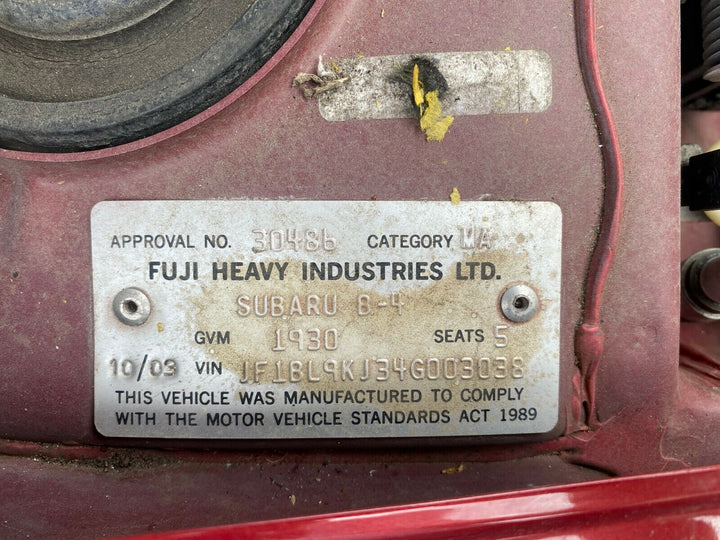 APPROVAL NO. 30486 CATEGORY MA
FUJI HEAVY INDUSTRIES LTD.
SUBARU B-4
GVM 1930 SEATS 5
10/03 VIN JF1BL9KJ34G003038
THIS VEHICLE WAS MANUFACTURED TO COMPLY
WITH THE MOTOR VEHICLE STANDARDS ACT 1989